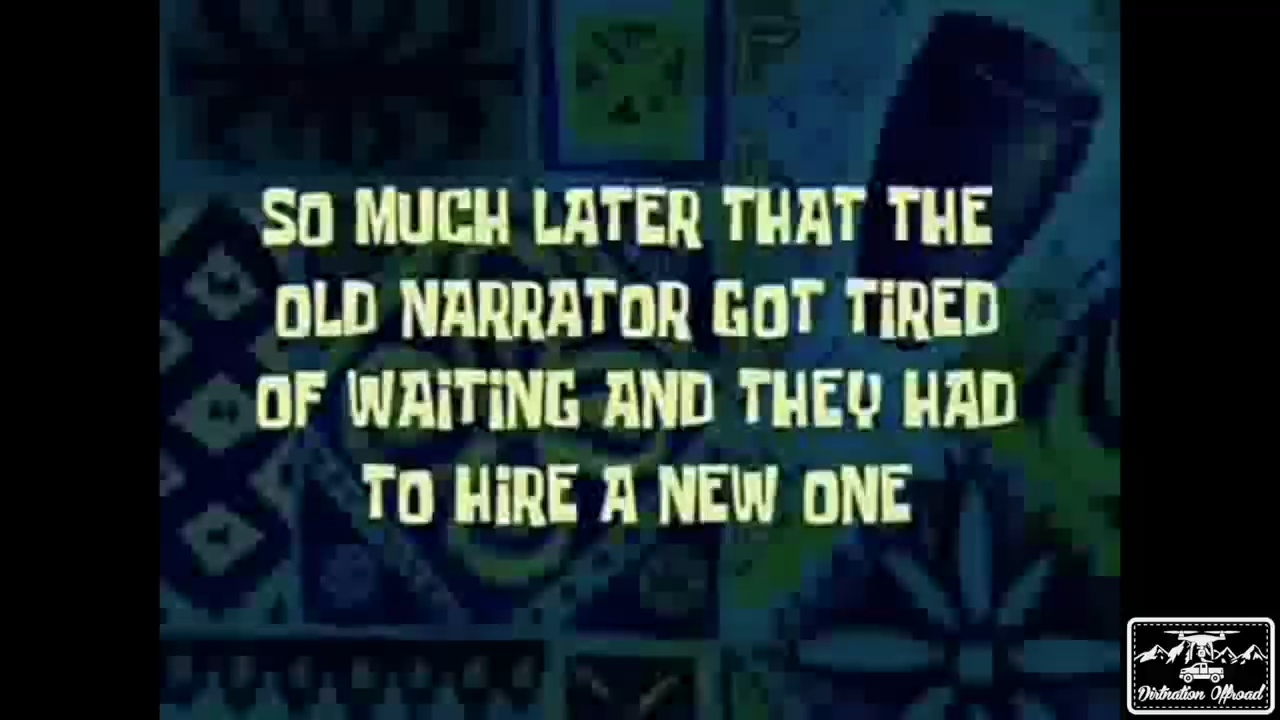 SO MUCH LATER THAT THE
OLD NARRATOR GOT TiRED
OF WAiTiNG AND THEY HAD
TO HiRE A NEW ONE
Dirtnation Offroad